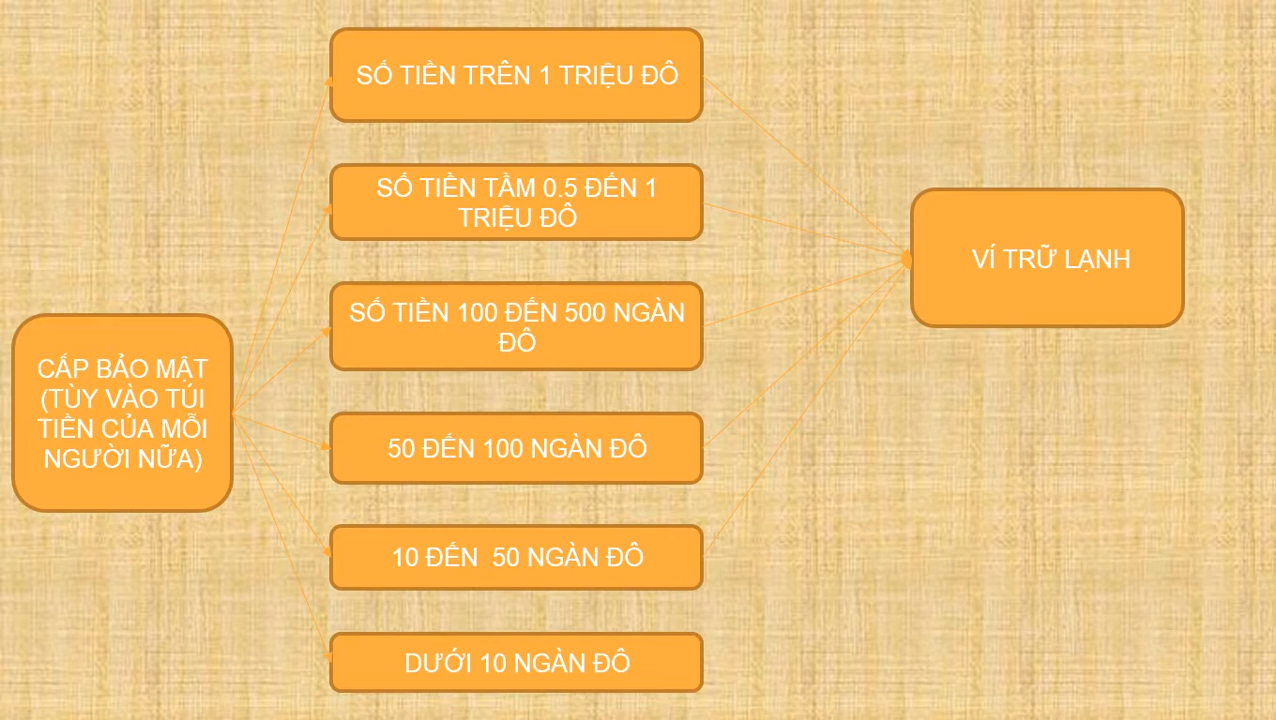 SỐ TIỀN TRÊN 1 TRIỆU ĐÔ
SỐ TIỀN TẦM 0.5 ĐẾN 1
TRIỆU ĐÔ
VÍ TRỮ LẠNH
SỐ TIỀN 100 ĐẾN 500 NGÀN
ĐÔ
CẤP BẢO MẬT
(TÙY VÀO TÚI
TIỀN CỦA MỖI
NGƯỜI NỮA)
50 ĐẾN 100 NGÀN ĐÔ
10 ĐẾN 50 NGÀN ĐÔ
DƯỚI 10 NGÀN ĐÔ